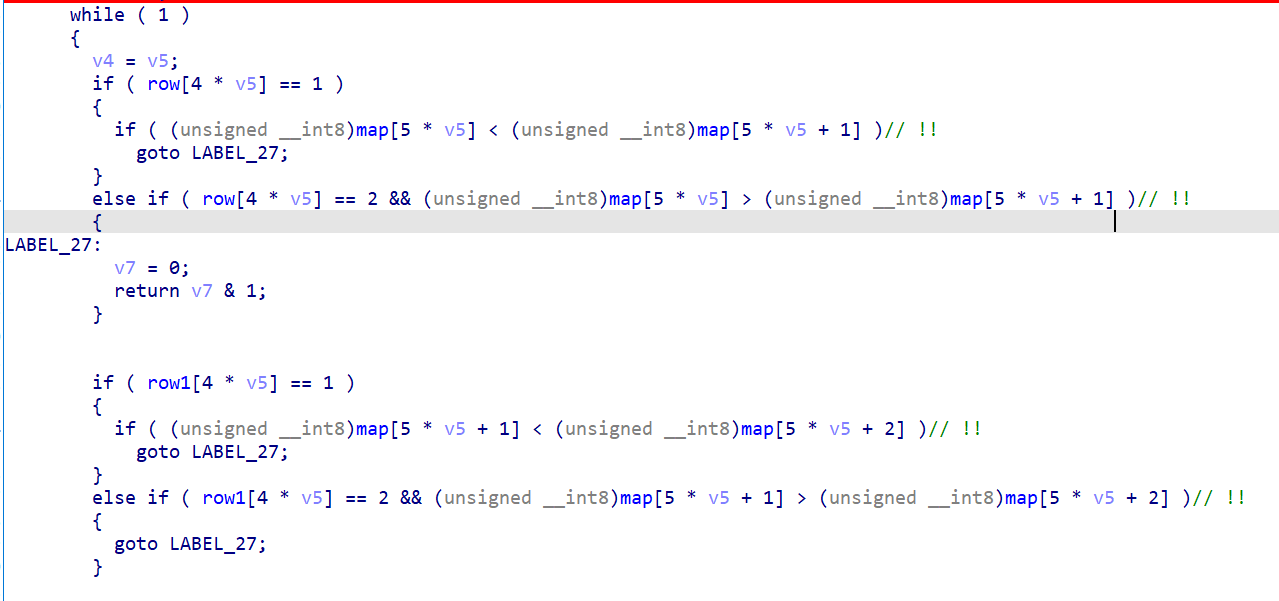 while ( 1 )
{
v4 = v5;
if ( row[4 * v5] == 1 )
{
if ( (unsigned __int8)map[5 * v5] < (unsigned __int8)map[5 * v5 + 1] )// !!
goto LABEL_27;
}
else if ( row[4 * v5] == 2 && (unsigned __int8)map[5 * v5] > (unsigned __int8)map[5 * v5 + 1] )// !!
{
LABEL_27:
v7 = 0;
return v7 & 1;
}
if ( row1[4 * v5] == 1 )
{
if ( (unsigned __int8)map[5 * v5 + 1] < (unsigned __int8)map[5 * v5 + 2] )// !!
goto LABEL_27;
}
else if ( row1[4 * v5] == 2 && (unsigned __int8)map[5 * v5 + 1] > (unsigned __int8)map[5 * v5 + 2] )// !!
{
goto LABEL_27;
}